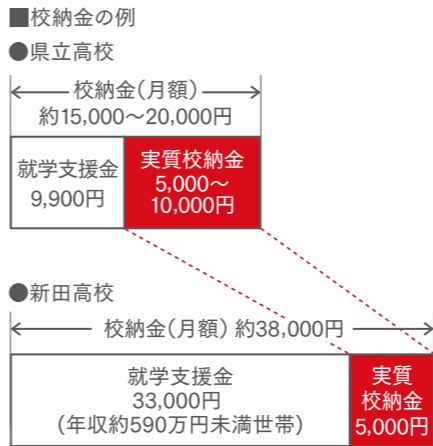 ■校納金の例
●県立高校
校納金(月額)
約15,000〜20,000円
就学支援金
9,900円
実質校納金
5,000〜
10,000円
●新田高校
校納金(月額) 約38,000円
就学支援金
33,000円
(年収約590万円未満世帯)
実質
校納金
5,000円